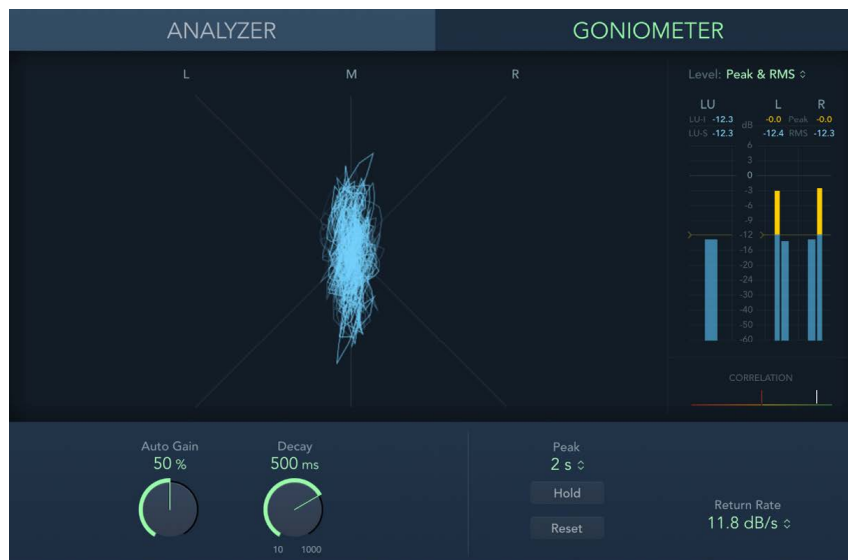 ANALYZER GONIOMETER
L M R
Level: Peak & RMS
LU L R
LU-I -12.3 dB -0.0 Peak -0.0
LU-S -12.3 -12.4 RMS -12.3
6
3
0
-3
-6
-9
-12
-16
-20
-24
-30
-40
-50
-60
CORRELATION
Auto Gain Decay Peak
50 % 500 ms 2 s
Hold
Reset
Return Rate
11.8 dB/s
10 1000